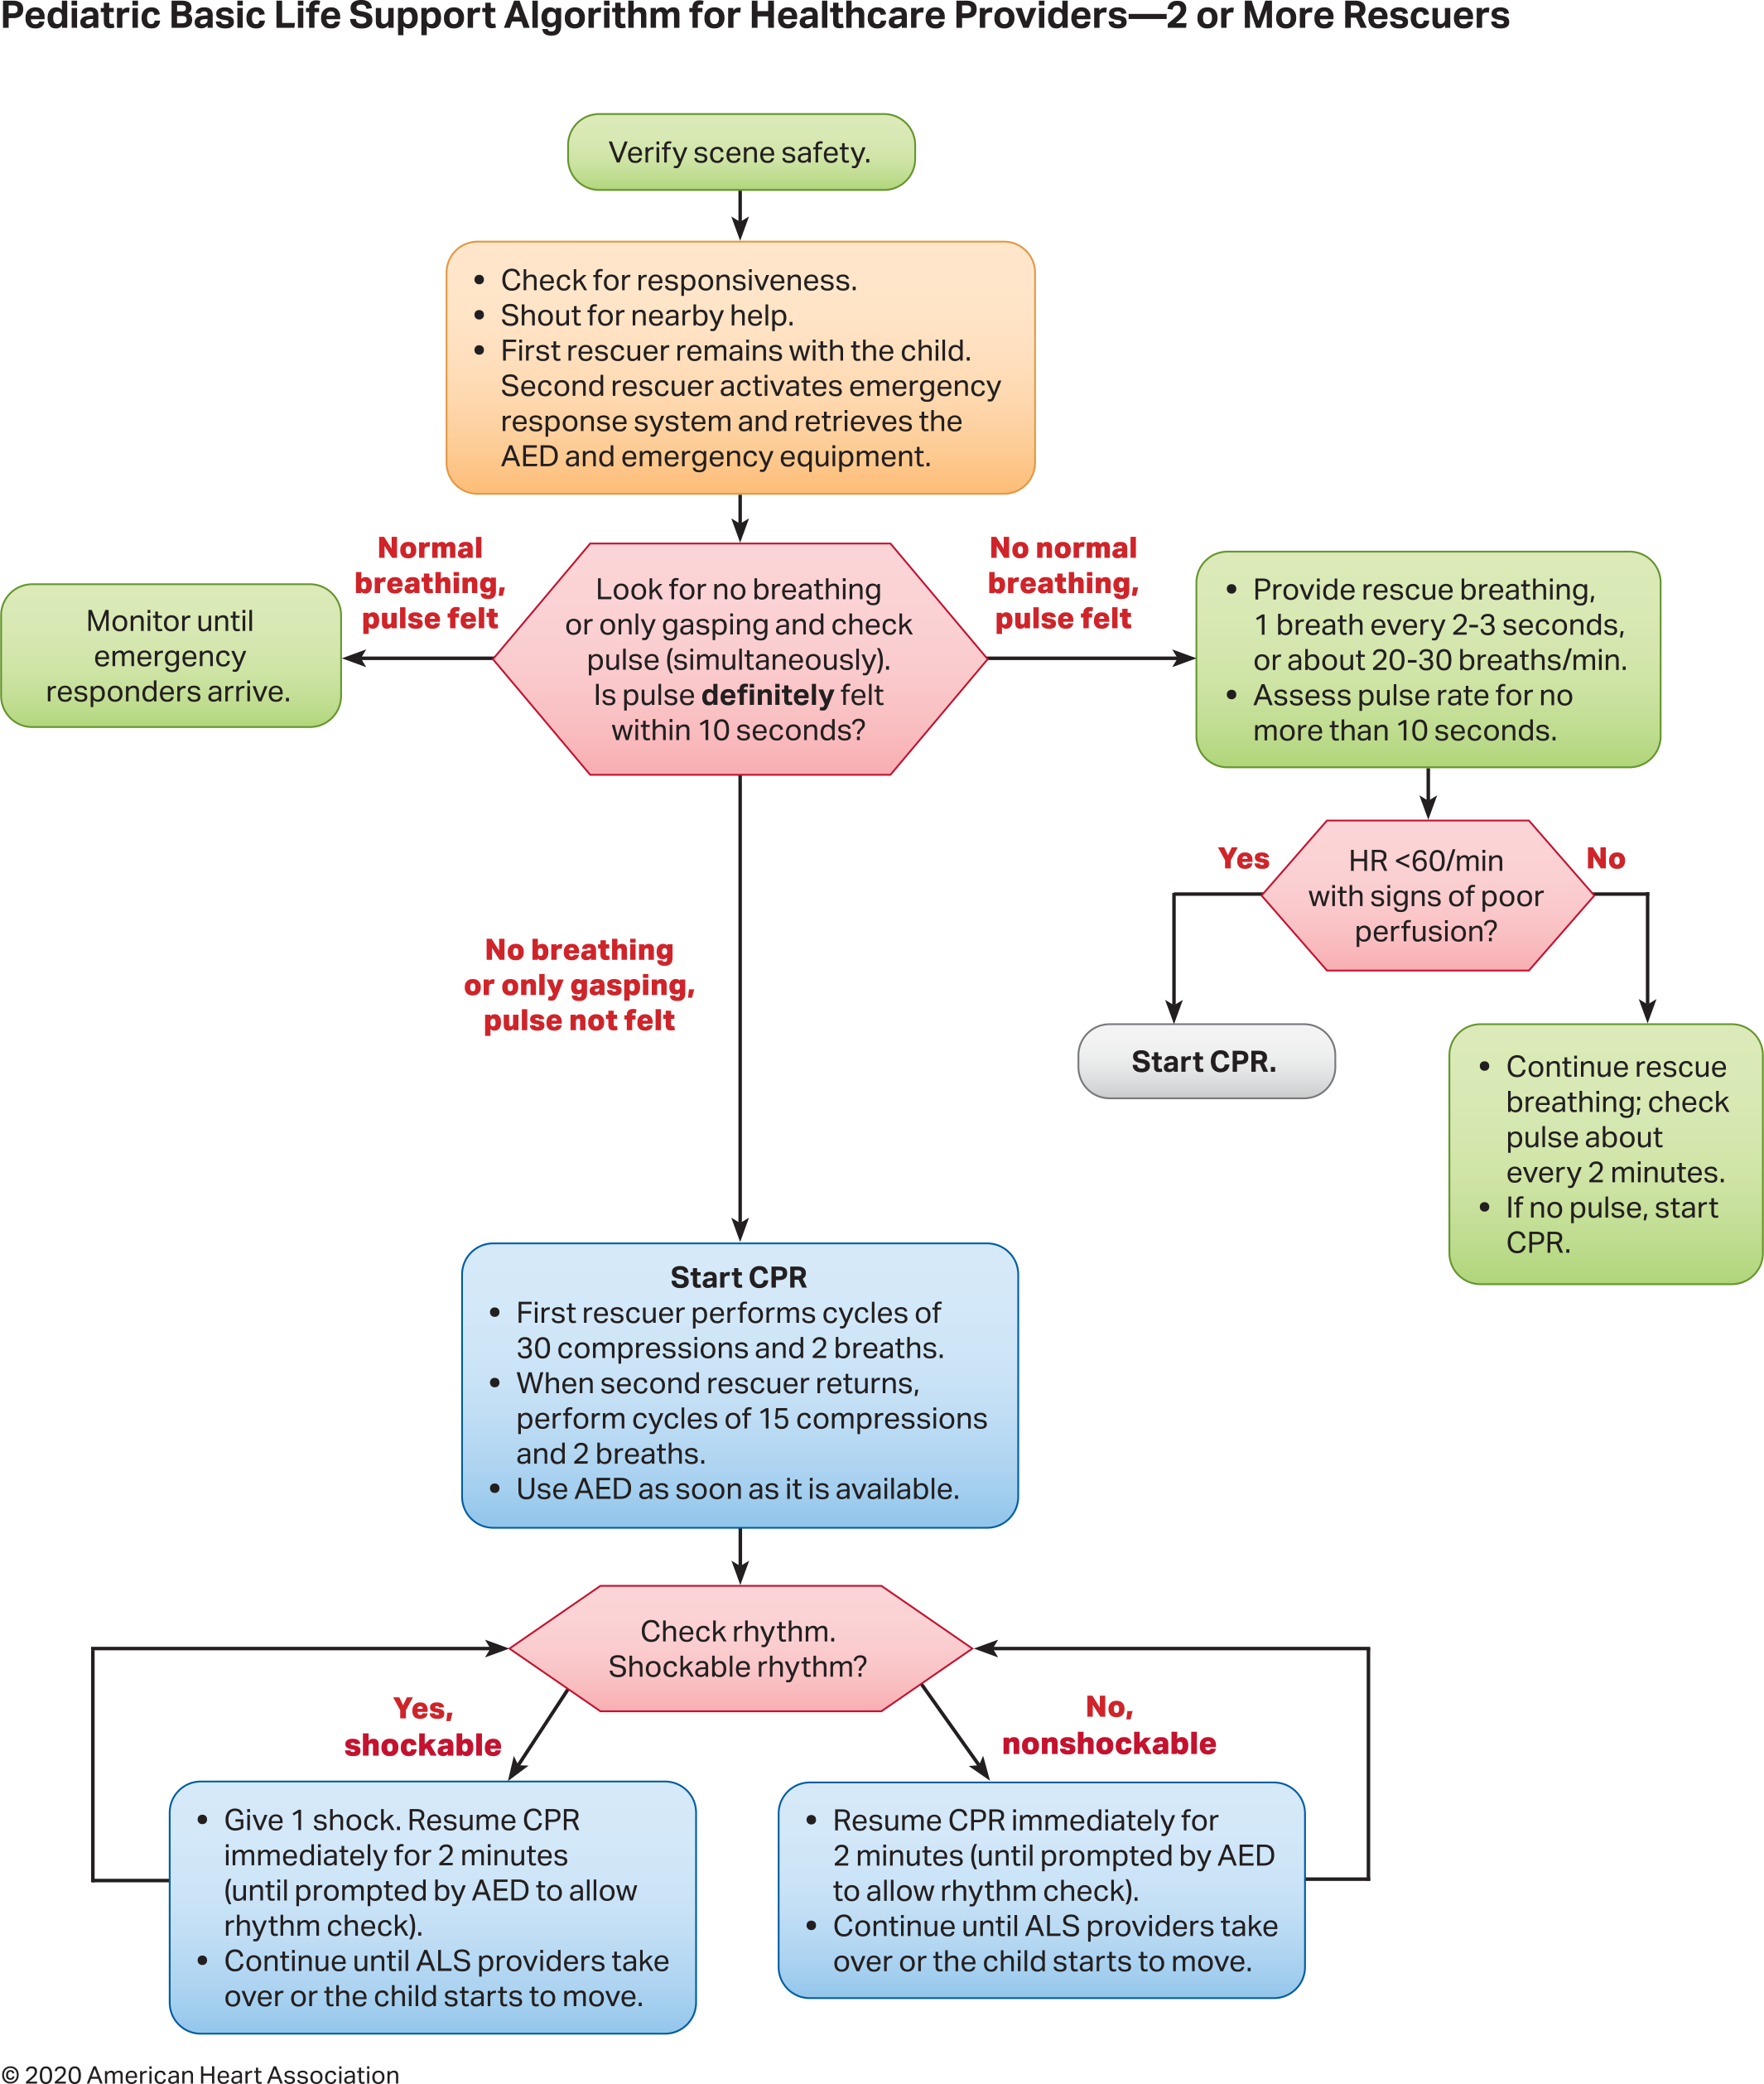 Pediatric Basic Life Support Algorithm for Healthcare Providers—2 or More Rescuers
Verify scene safety.
• Check for responsiveness.
• Shout for nearby help.
• First rescuer remains with the child.
Second rescuer activates emergency
response system and retrieves the
AED and emergency equipment.
Normal
breathing,
pulse felt
Monitor until
emergency
responders arrive.
Look for no breathing
or only gasping and check
pulse (simultaneously).
Is pulse definitely felt
within 10 seconds?
No normal
breathing,
pulse felt
• Provide rescue breathing,
1 breath every 2-3 seconds,
or about 20-30 breaths/min.
• Assess pulse rate for no
more than 10 seconds.
Yes
HR <60/min
with signs of poor
perfusion?
No
Start CPR.
• Continue rescue
breathing; check
pulse about
every 2 minutes.
• If no pulse, start
CPR.
No breathing
or only gasping,
pulse not felt
Start CPR
• First rescuer performs cycles of
30 compressions and 2 breaths.
• When second rescuer returns,
perform cycles of 15 compressions
and 2 breaths.
• Use AED as soon as it is available.
Check rhythm.
Shockable rhythm?
Yes,
shockable
No,
nonshockable
• Give 1 shock. Resume CPR
immediately for 2 minutes
(until prompted by AED to allow
rhythm check).
• Continue until ALS providers take
over or the child starts to move.
• Resume CPR immediately for
2 minutes (until prompted by AED
to allow rhythm check).
• Continue until ALS providers take
over or the child starts to move.
© 2020 American Heart Association